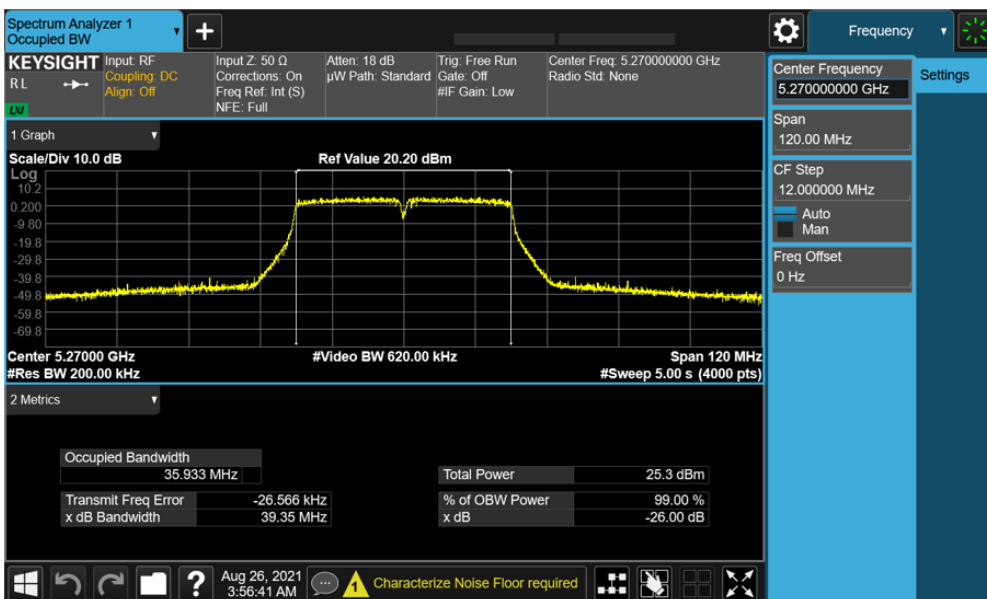 Spectrum Analyzer 1
Occupied BW
Frequency
KEYSIGHT
RL
LXI
Input: RF
Coupling: DC
Align: Off
Input Z: 50 Ω
Corrections: On
Freq Ref: Int (S)
NFE: Full
Atten: 18 dB
µW Path: Standard
Trig: Free Run
Gate: Off
#IF Gain: Low
Center Freq: 5.270000000 GHz
Radio Std: None
Center Frequency
5.270000000 GHz
Settings
Span
120.00 MHz
CF Step
12.000000 MHz
Auto
Man
Freq Offset
0 Hz
1 Graph
Scale/Div 10.0 dB
Ref Value 20.20 dBm
Log
10.2
0.200
-9.80
-19.8
-29.8
-39.8
-49.8
-59.8
-69.8
Center 5.27000 GHz
#Video BW 620.00 kHz
Span 120 MHz
#Res BW 200.00 kHz
#Sweep 5.00 s (4000 pts)
2 Metrics
Occupied Bandwidth
35.933 MHz
Total Power 25.3 dBm
Transmit Freq Error -26.566 kHz
% of OBW Power 99.00 %
x dB Bandwidth 39.35 MHz
x dB -26.00 dB
?
Aug 26, 2021
3:56:41 AM
1
Characterize Noise Floor required